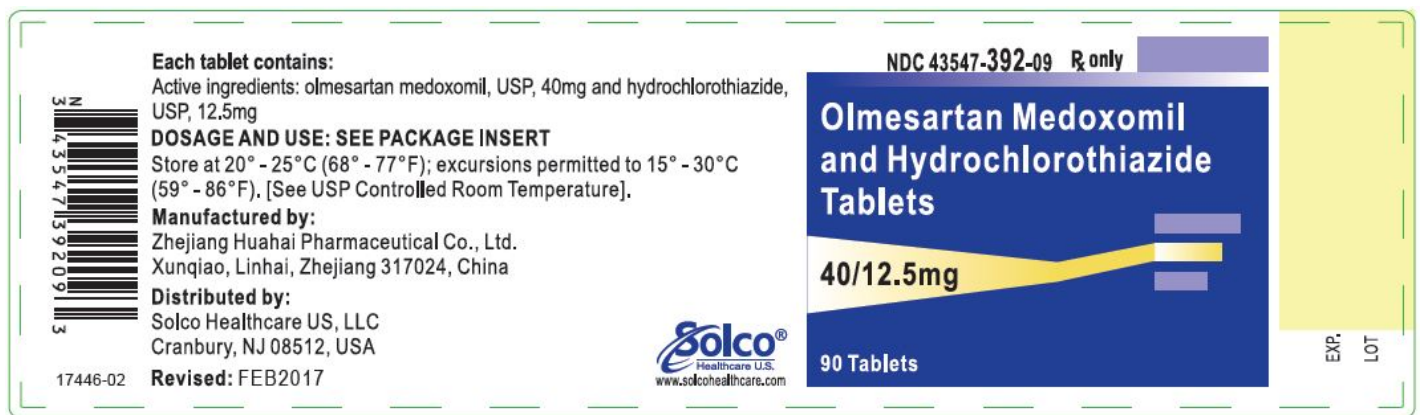 3 N
43547 39209 3
17446-02
Each tablet contains:
Active ingredients: olmesartan medoxomil, USP, 40mg and hydrochlorothiazide,
USP, 12.5mg
DOSAGE AND USE: SEE PACKAGE INSERT
Store at 20° - 25°C (68° - 77°F); excursions permitted to 15° - 30°C
(59° - 86°F). [See USP Controlled Room Temperature].
Manufactured by:
Zhejiang Huahai Pharmaceutical Co., Ltd.
Xunqiao, Linhai, Zhejiang 317024, China
Distributed by:
Solco Healthcare US, LLC
Cranbury, NJ 08512, USA
Revised: FEB2017
Solco®
Healthcare U.S.
www.solcohealthcare.com
NDC 43547-392-09 ℞ only
Olmesartan Medoxomil
and Hydrochlorothiazide
Tablets
40/12.5mg
90 Tablets
EXP.
LOT